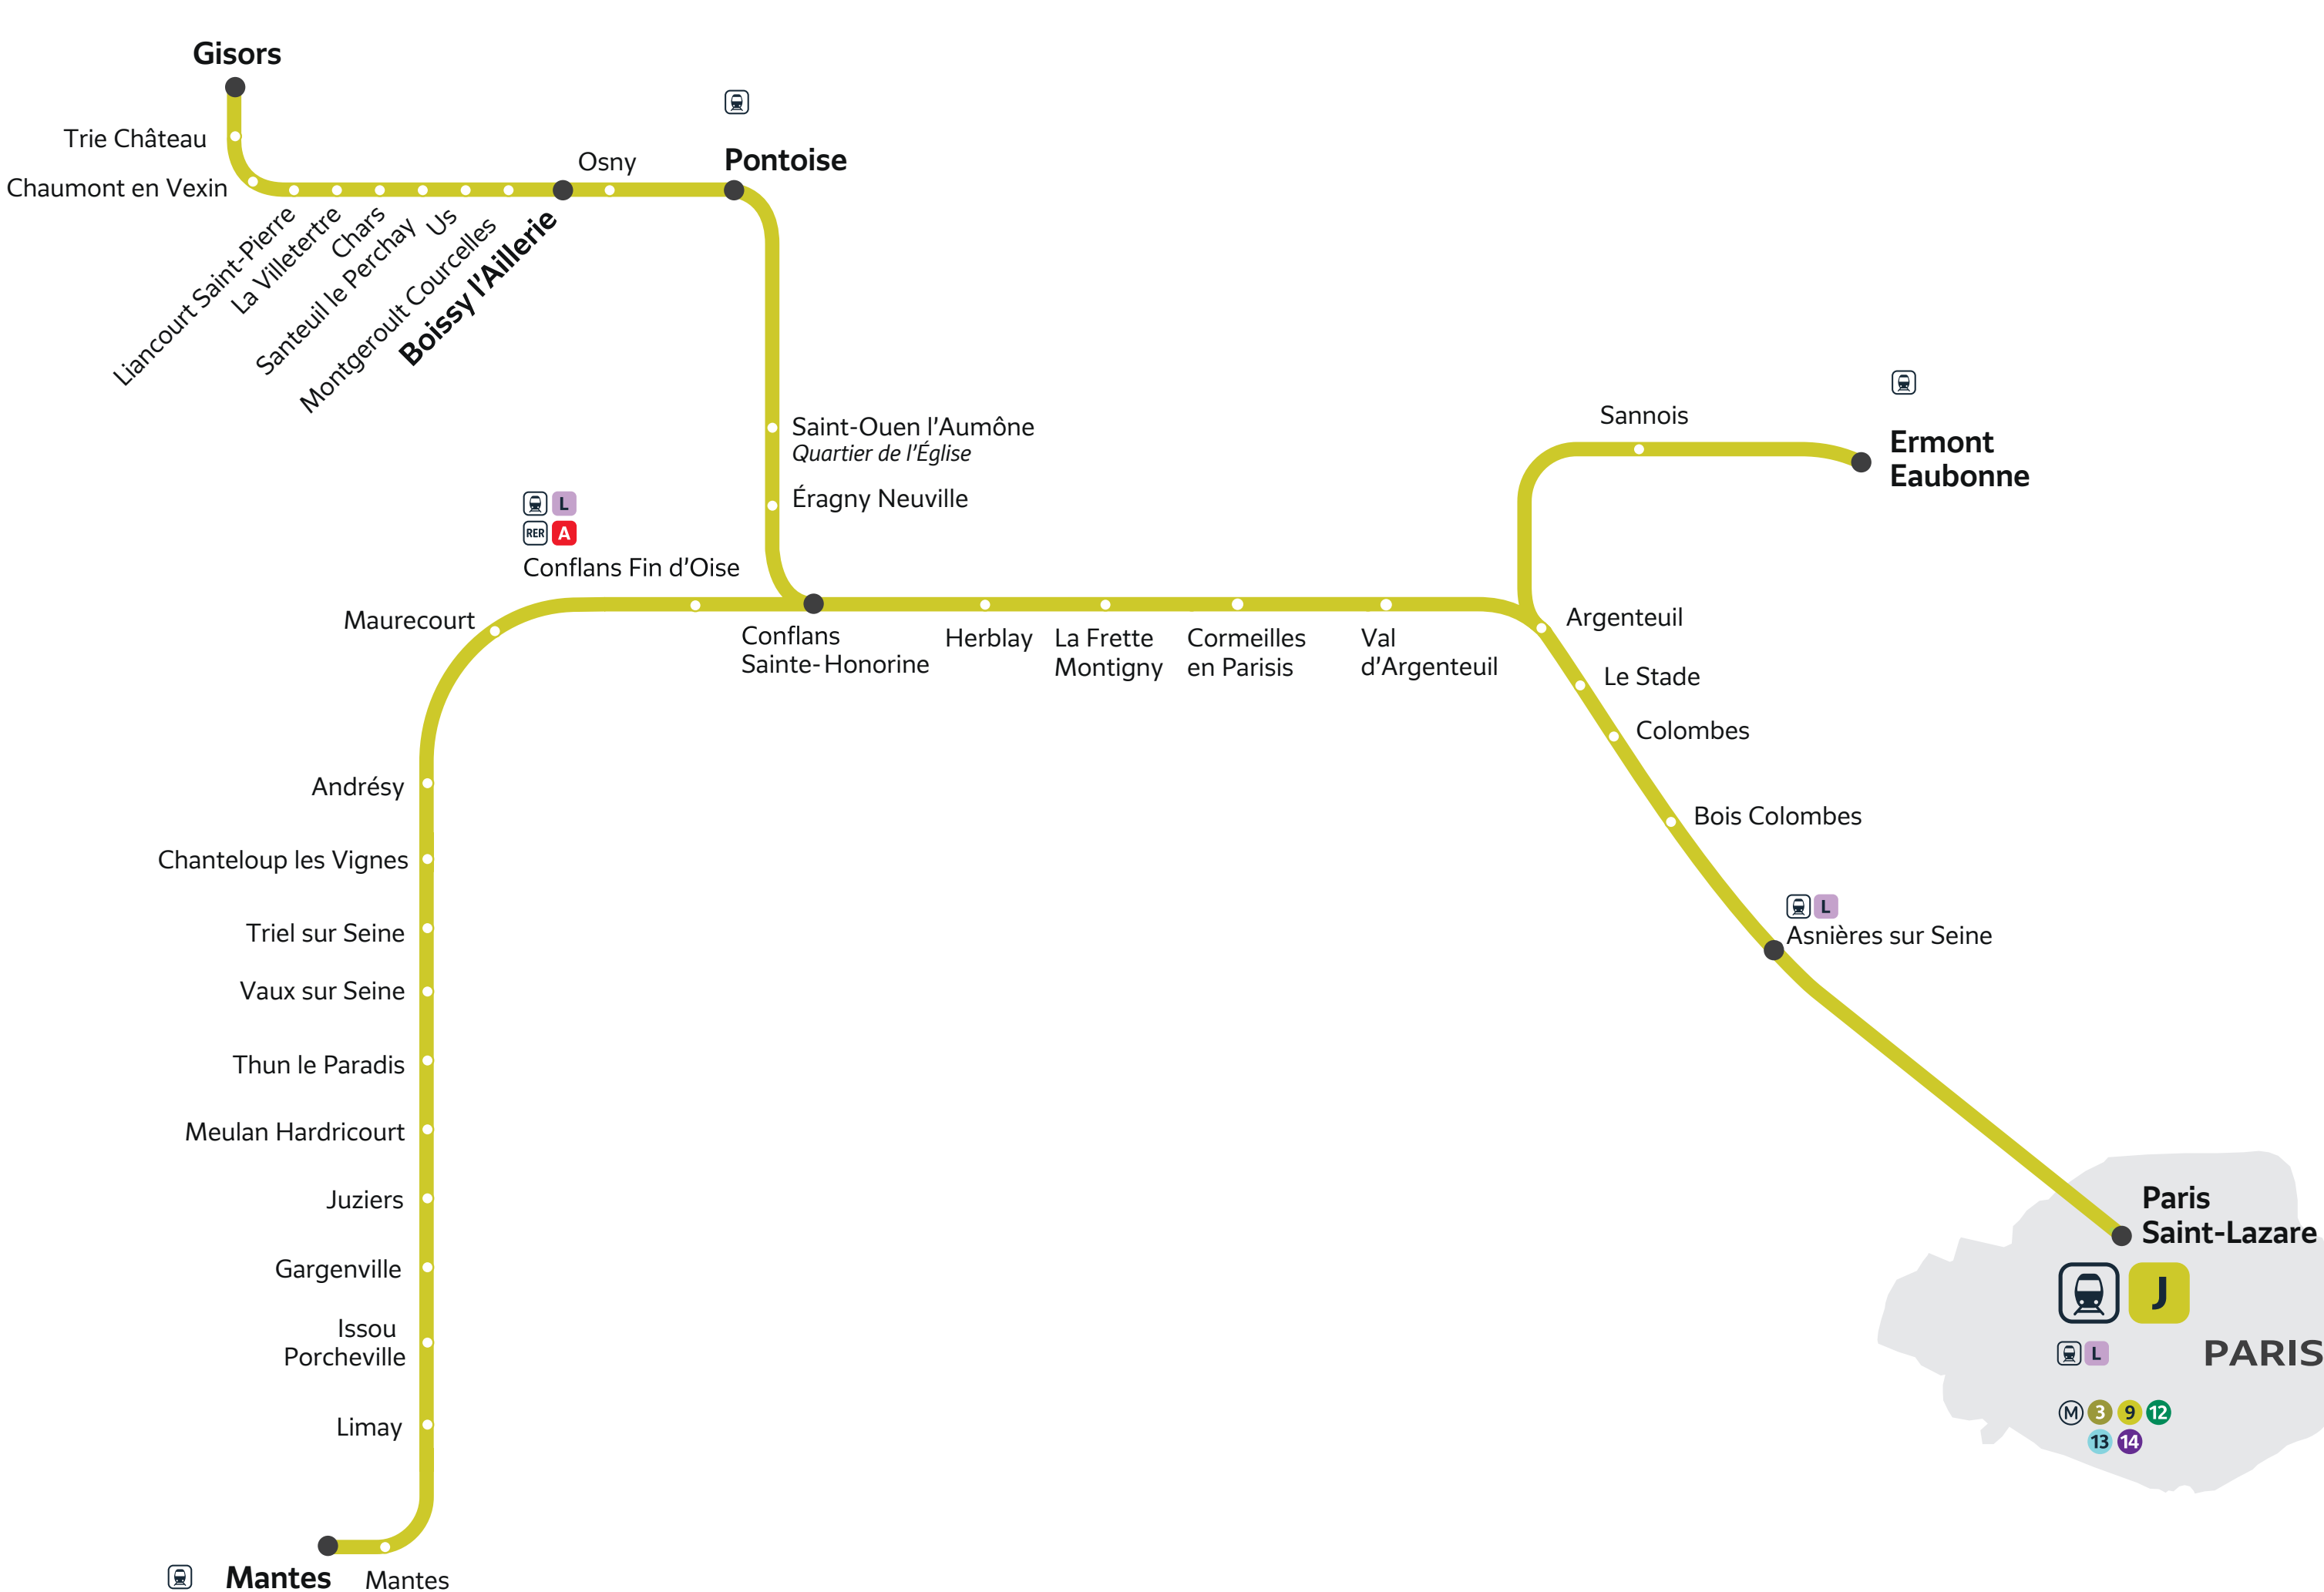 Gisors
Trie Château
Chaumont en Vexin
Liancourt Saint-Pierre
La Villetertre
Chars
Santeuil le Perchay
Us
Montgeroult Courcelles
Boissy l'Aillerie
Osny
Pontoise
Saint-Ouen l'Aumône
Quartier de l'Église
Éragny Neuville
L
RER A
Conflans Fin d'Oise
Maurecourt
Conflans
Sainte-Honorine
Herblay
La Frette
Montigny
Cormeilles
en Parisis
Val
d'Argenteuil
Sannois
Ermont
Eaubonne
Argenteuil
Le Stade
Colombes
Bois Colombes
L
Asnières sur Seine
Paris
Saint-Lazare
J
L
PARIS
M 3 9 12
13 14
Andrésy
Chanteloup les Vignes
Triel sur Seine
Vaux sur Seine
Thun le Paradis
Meulan Hardricourt
Juziers
Gargenville
Issou
Porcheville
Limay
Mantes
Mantes